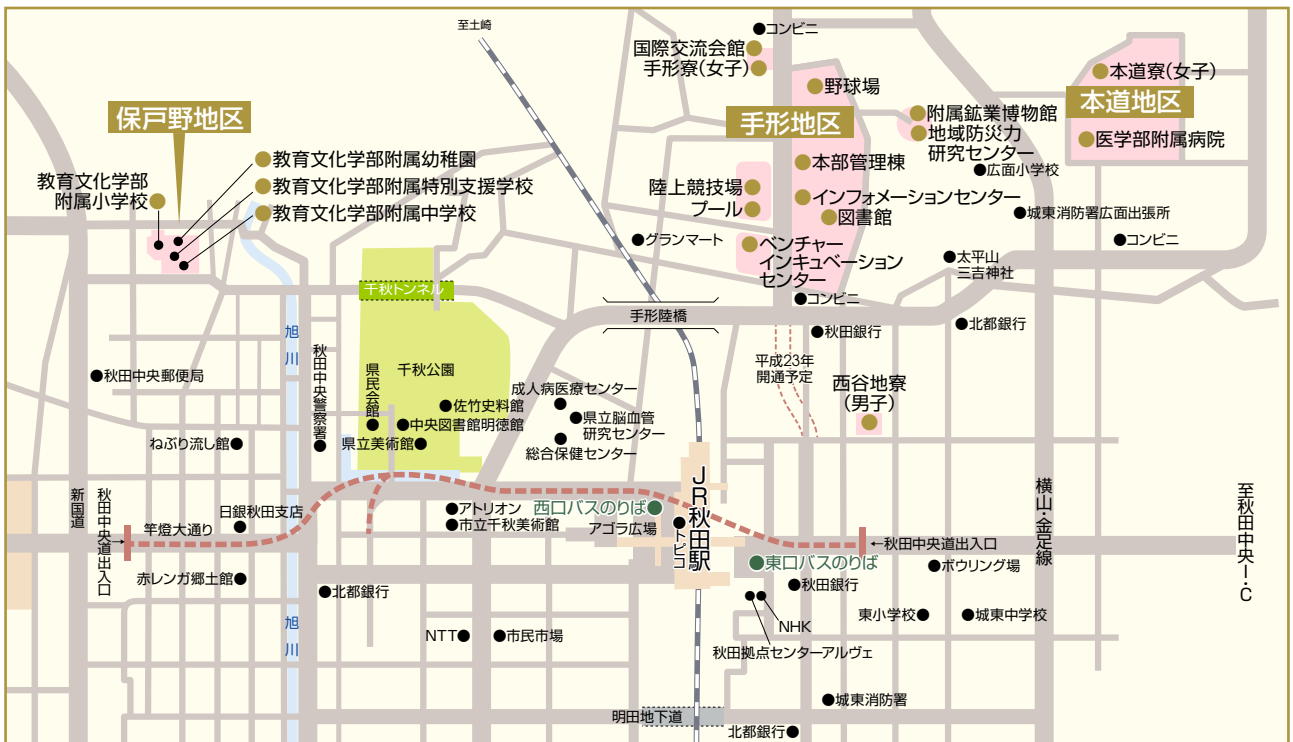 至土崎
コンビニ
国際交流会館
手形寮(女子)
野球場
本道寮(女子)
本道地区
附属鉱業博物館
地域防災力
研究センター
医学部附属病院
手形地区
保戸野地区
教育文化学部附属幼稚園
教育文化学部附属特別支援学校
教育文化学部附属中学校
教育文化学部
附属小学校
本部管理棟
広面小学校
陸上競技場
プール
インフォメーションセンター
図書館
城東消防署広面出張所
グランマート
ベンチャー
インキュベーション
センター
コンビニ
太平山
三吉神社
千秋トンネル
コンビニ
手形陸橋
秋田銀行
北都銀行
旭川
秋田中央警察署
県民会館
千秋公園
平成23年
開通予定
西谷地寮
(男子)
秋田中央郵便局
成人病医療センター
佐竹史料館
県立脳血管
研究センター
中央図書館明徳館
ねぶり流し館
県立美術館
総合保健センター
JR秋田駅
新国道
秋田中央道出入口
竿燈大通り
日銀秋田支店
アトリオン
市立千秋美術館
西口バスのりば
アゴラ広場
トピコ
秋田中央道出入口
横山・金足線
至秋田中央I・C
東口バスのりば
ボウリング場
赤レンガ郷土館
北都銀行
秋田銀行
旭川
NTT
市民市場
NHK
秋田拠点センターアルヴェ
東小学校
城東中学校
明田地下道
城東消防署
北都銀行